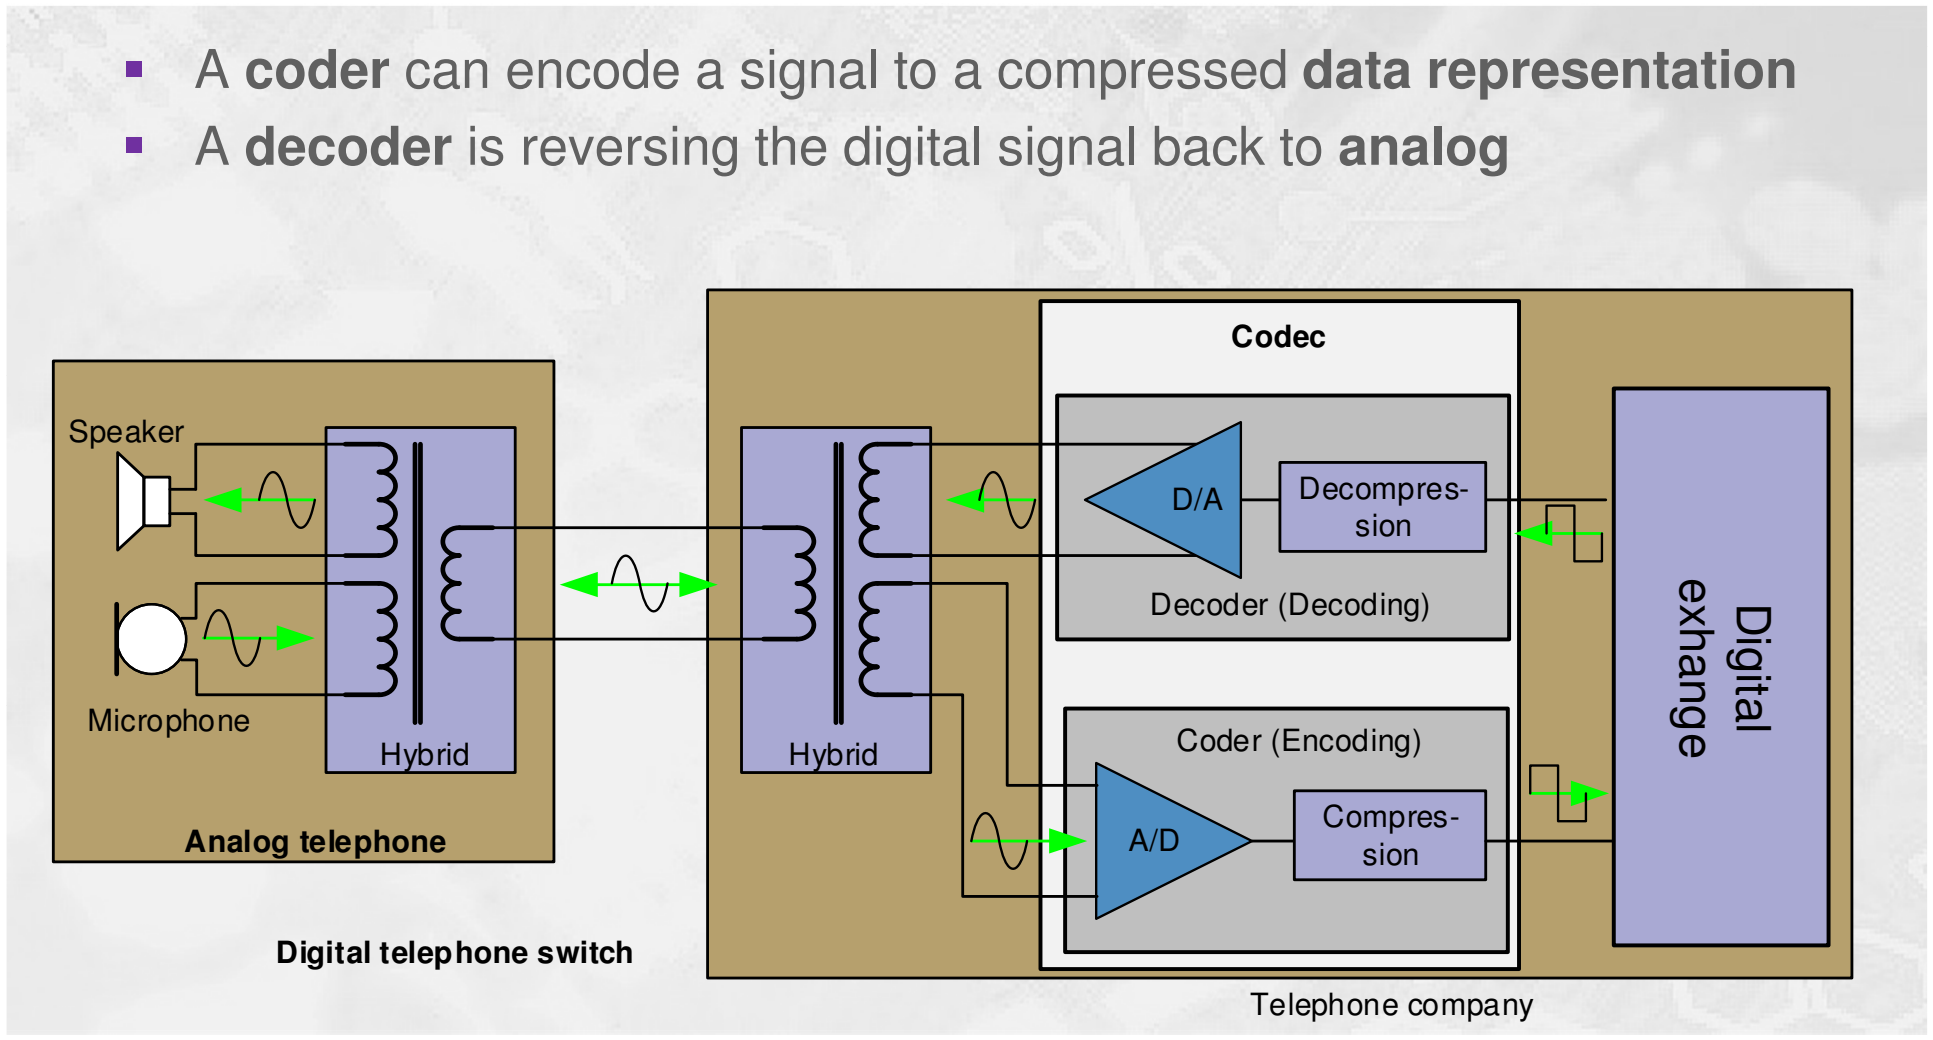 A coder can encode a signal to a compressed data representation
A decoder is reversing the digital signal back to analog
Codec
Speaker
D/A
Decompres-
sion
Decoder (Decoding)
Digital
exhange
Microphone
Hybrid
Hybrid
Coder (Encoding)
A/D
Compres-
sion
Analog telephone
Digital telephone switch
Telephone company